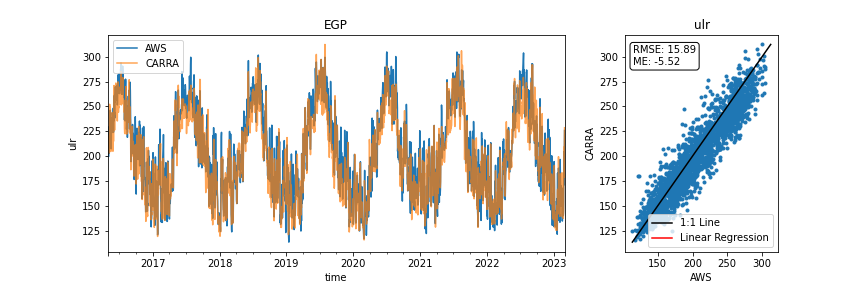 EGP
AWS
CARRA
300
275
250
225
200
175
150
125
ulr
2017
2018
2019
2020
2021
2022
2023
time
ulr
RMSE: 15.89
ME: -5.52
300
275
250
225
200
175
150
125
CARRA
1:1 Line
Linear Regression
150
200
250
300
AWS